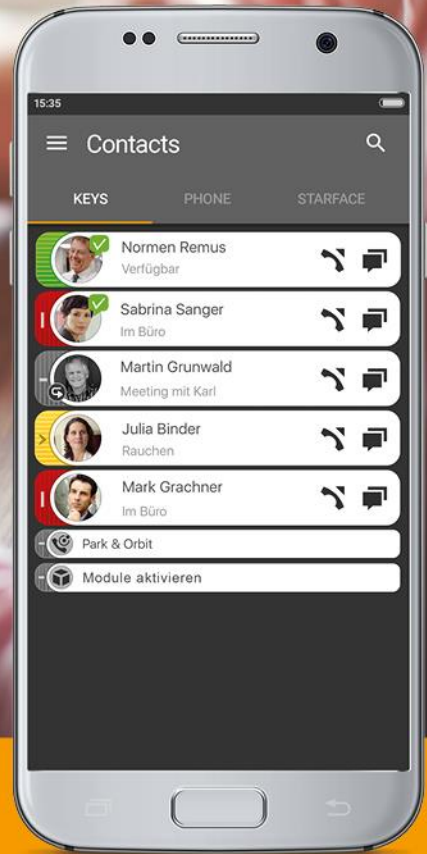 15:35
Contacts
KEYS PHONE STARFACE
Normen Remus
Verfügbar
Sabrina Sanger
Im Büro
Martin Grunwald
Meeting mit Karl
Julia Binder
Rauchen
Mark Grachner
Im Büro
Park & Orbit
Module aktivieren